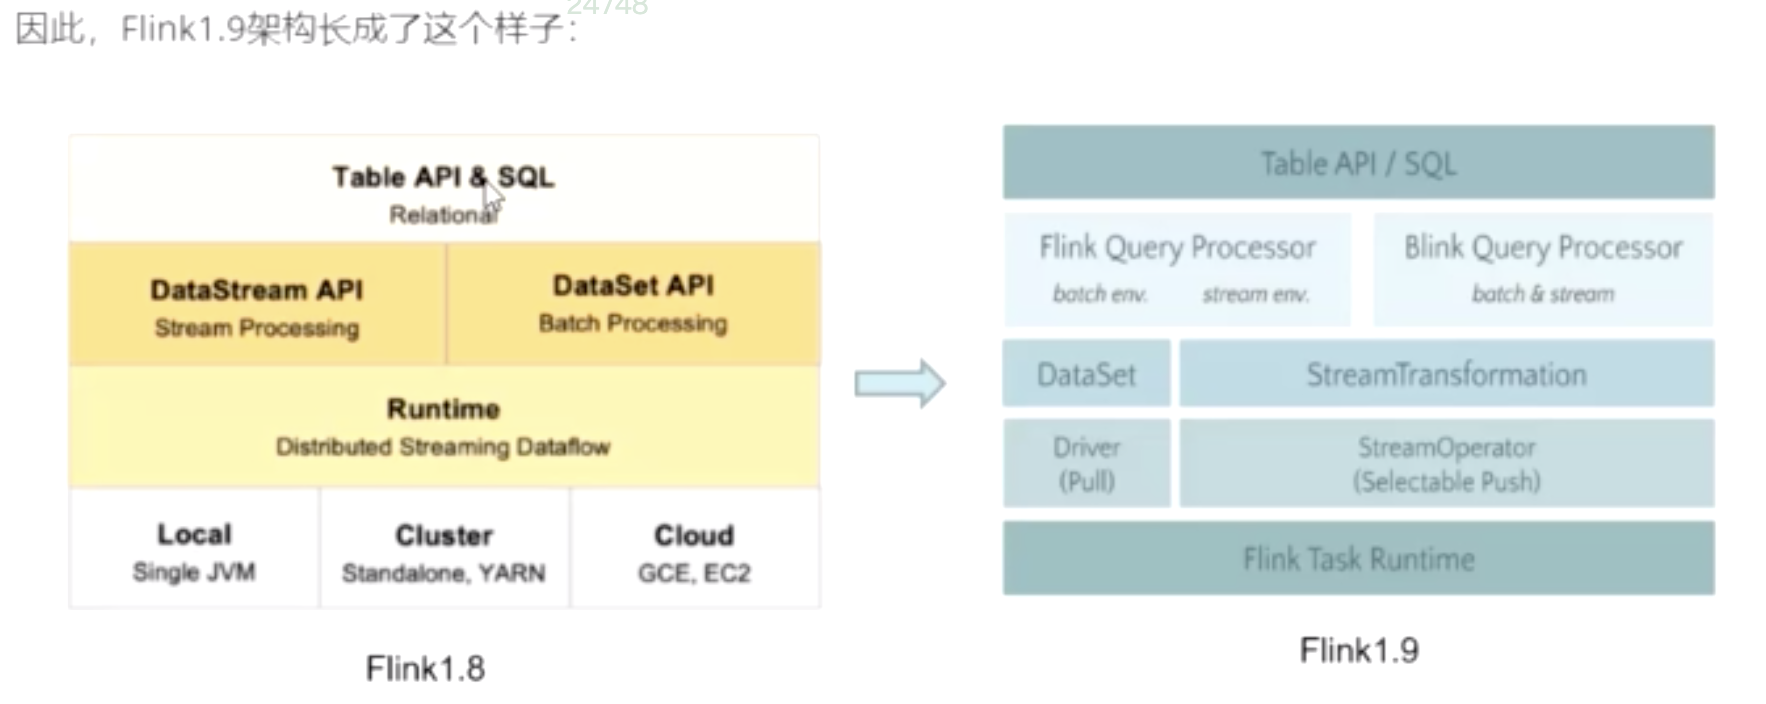 24748
因此，Flink1.9架构长成了这个样子：
Table API & SQL
Relational
DataStream API
Stream Processing
DataSet API
Batch Processing
Runtime
Distributed Streaming Dataflow
Local
Single JVM
Cluster
Standalone, YARN
Cloud
GCE, EC2
Flink1.8
Table API / SQL
Flink Query Processor
batch env. stream env.
Blink Query Processor
batch & stream
DataSet
StreamTransformation
Driver
(Pull)
StreamOperator
(Selectable Push)
Flink Task Runtime
Flink1.9